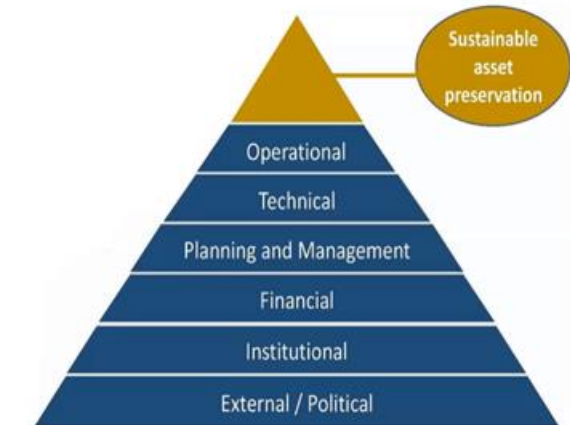 Sustainable
asset
preservation
Operational
Technical
Planning and Management
Financial
Institutional
External / Political